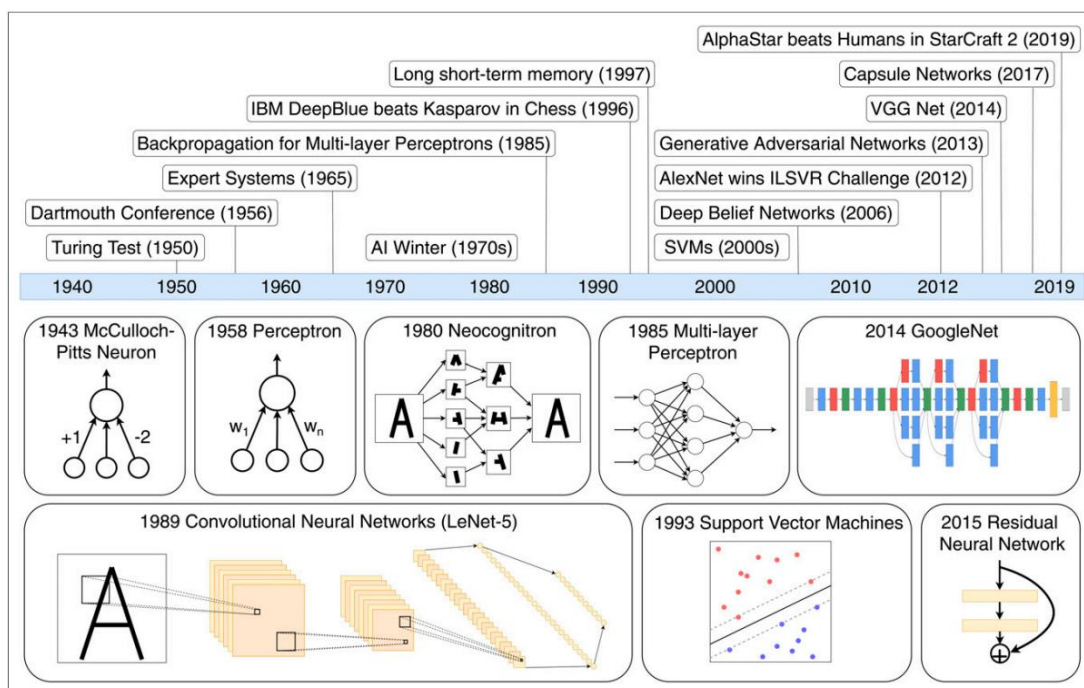 AlphaStar beats Humans in StarCraft 2 (2019)
Long short-term memory (1997)
Capsule Networks (2017)
IBM DeepBlue beats Kasparov in Chess (1996)
VGG Net (2014)
Backpropagation for Multi-layer Perceptrons (1985)
Generative Adversarial Networks (2013)
Expert Systems (1965)
AlexNet wins ILSVR Challenge (2012)
Dartmouth Conference (1956)
Deep Belief Networks (2006)
Turing Test (1950)
AI Winter (1970s)
SVMs (2000s)
1940 1950 1960 1970 1980 1990 2000 2010 2012 2019
1943 McCulloch-
Pitts Neuron
+1 -2
1958 Perceptron
w1 wn
1980 Neocognitron
A A
1985 Multi-layer
Perceptron
2014 GoogleNet
1989 Convolutional Neural Networks (LeNet-5)
A
1993 Support Vector Machines
2015 Residual
Neural Network
+